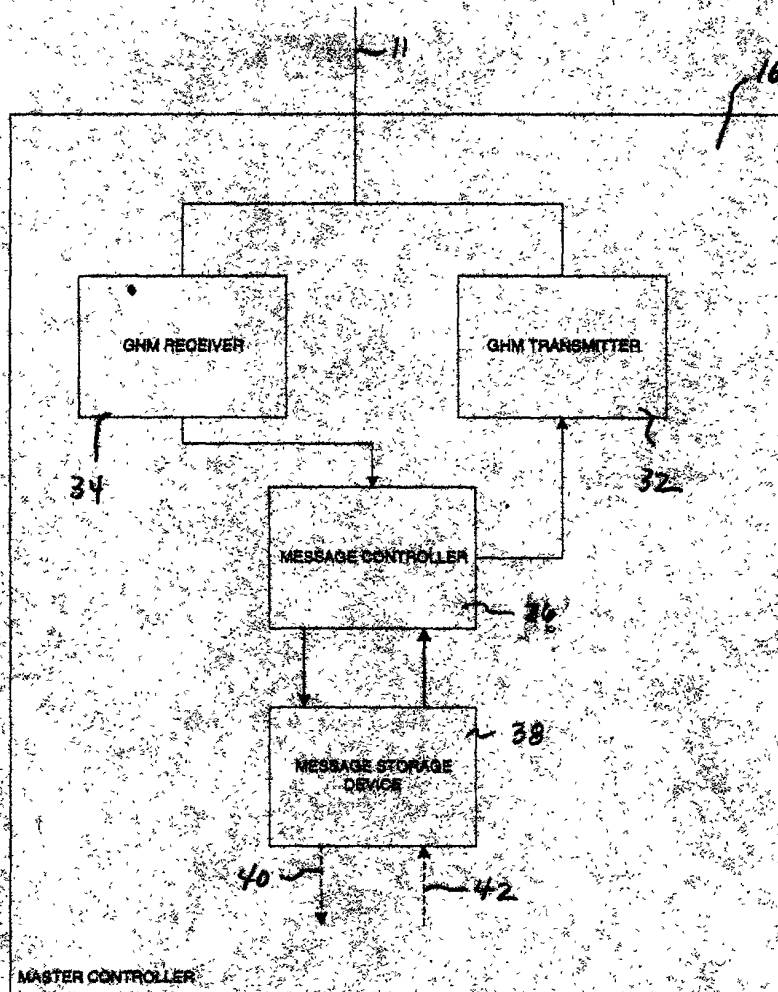 11
16
GHM RECEIVER
GHM TRANSMITTER
34
32
MESSAGE CONTROLLER
36
38
MESSAGE STORAGE
DEVICE
40
42
MASTER CONTROLLER